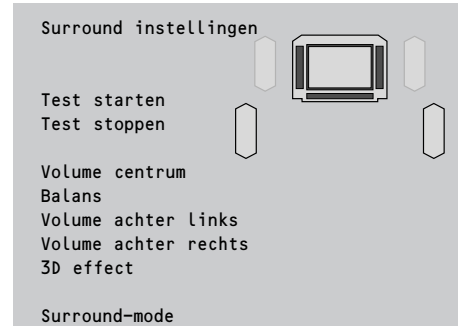 Surround instellingen
Test starten
Test stoppen
Volume centrum
Balans
Volume achter links
Volume achter rechts
3D effect
Surround-mode